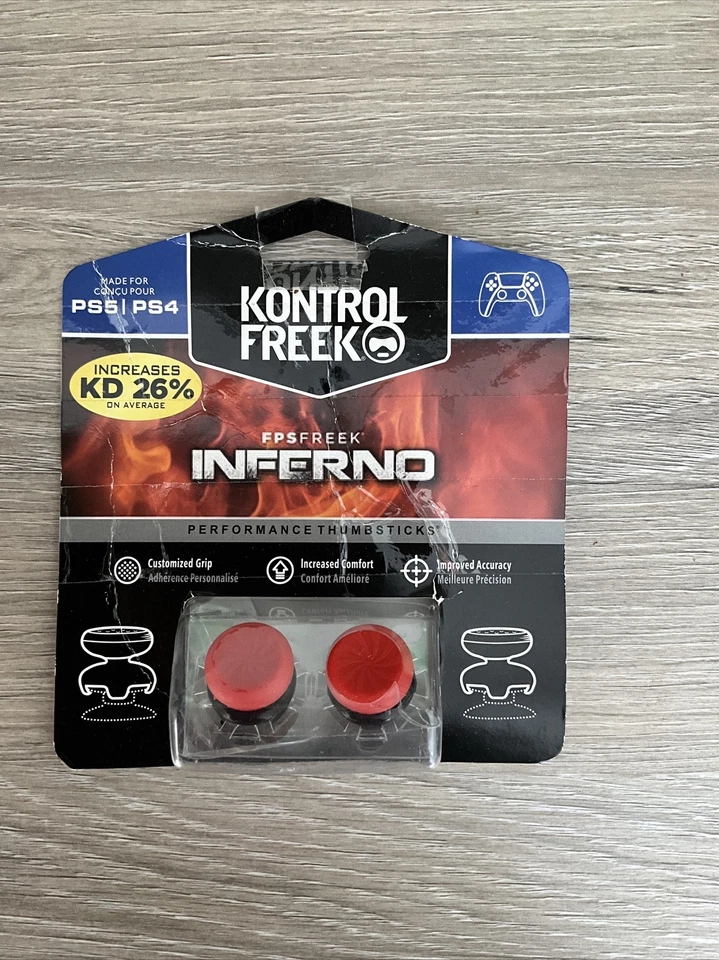 MADE FOR
CONÇU POUR
PS5 | PS4
KONTROL
FREEK
INCREASES
KD 26%
ON AVERAGE
FPSFREEK
INFERNO
PERFORMANCE THUMBSTICKS
Customized Grip
Adhérence Personnalisé
Increased Comfort
Confort Amélioré
Improved Accuracy
Meilleure Précision